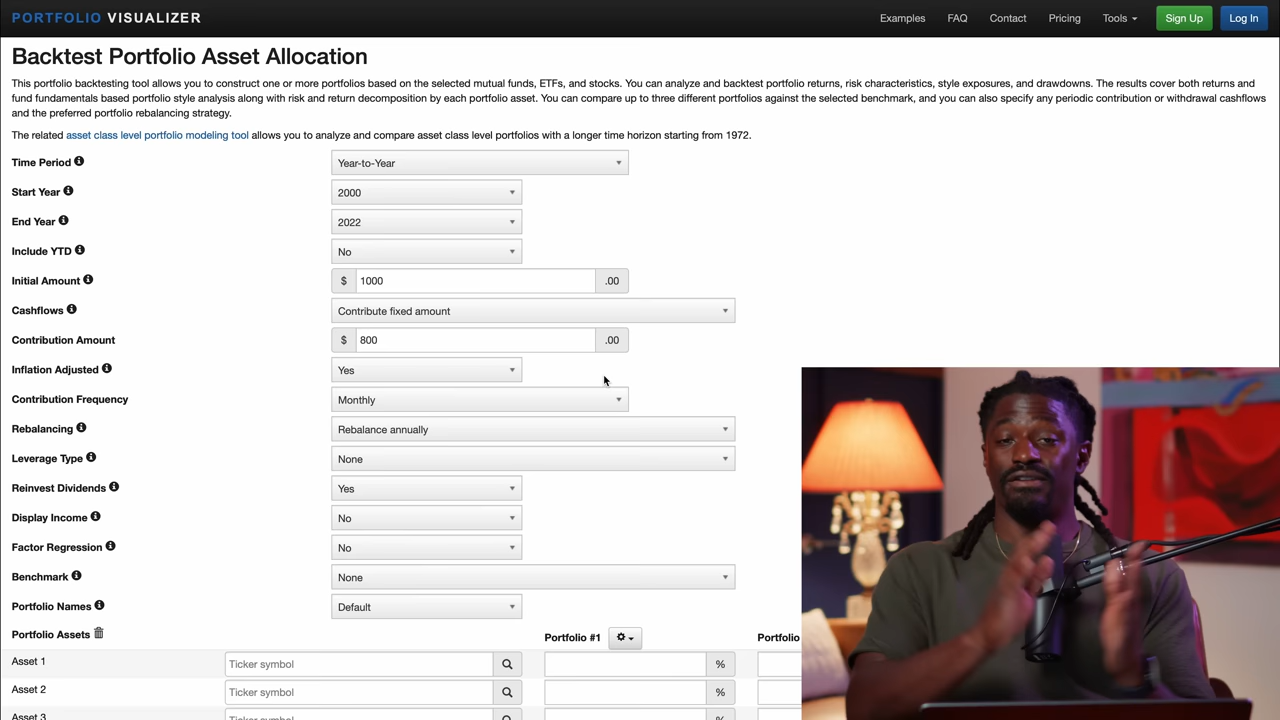 PORTFOLIO VISUALIZER
Examples FAQ Contact Pricing Tools Sign Up Log In
Backtest Portfolio Asset Allocation
This portfolio backtesting tool allows you to construct one or more portfolios based on the selected mutual funds, ETFs, and stocks. You can analyze and backtest portfolio returns, risk characteristics, style exposures, and drawdowns. The results cover both returns and
fund fundamentals based portfolio style analysis along with risk and return decomposition by each portfolio asset. You can compare up to three different portfolios against the selected benchmark, and you can also specify any periodic contribution or withdrawal cashflows
and the preferred portfolio rebalancing strategy.
The related asset class level portfolio modeling tool allows you to analyze and compare asset class level portfolios with a longer time horizon starting from 1972.
Time Period Year-to-Year
Start Year 2000
End Year 2022
Include YTD No
Initial Amount $ 1000 .00
Cashflows Contribute fixed amount
Contribution Amount $ 800 .00
Inflation Adjusted Yes
Contribution Frequency Monthly
Rebalancing Rebalance annually
Leverage Type None
Reinvest Dividends Yes
Display Income No
Factor Regression No
Benchmark None
Portfolio Names Default
Portfolio Assets Portfolio #1 Portfolio
Asset 1 Ticker symbol %
Asset 2 Ticker symbol %
Asset 3 Ticker symbol